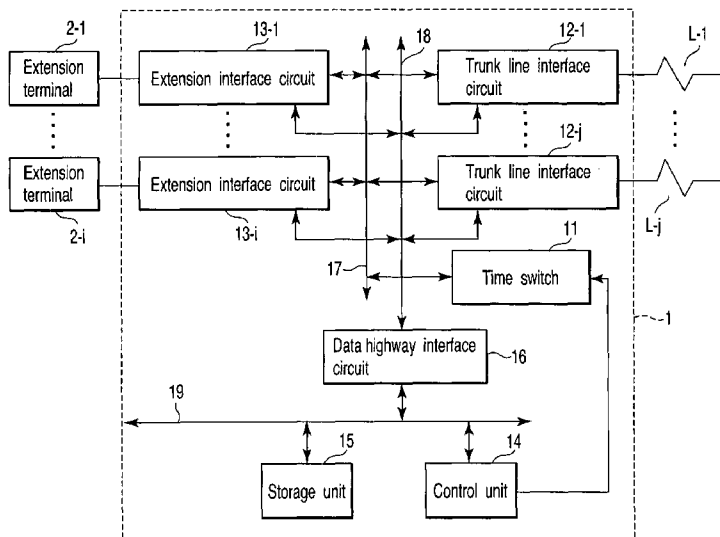 2-1
13-1
18
12-1
L-1
Extension
terminal
Extension interface circuit
Trunk line interface
circuit
12-j
Extension
terminal
Extension interface circuit
Trunk line interface
circuit
2-i
13-i
L-j
11
17
Time switch
1
Data highway interface
circuit
16
19
15
14
Storage unit
Control unit